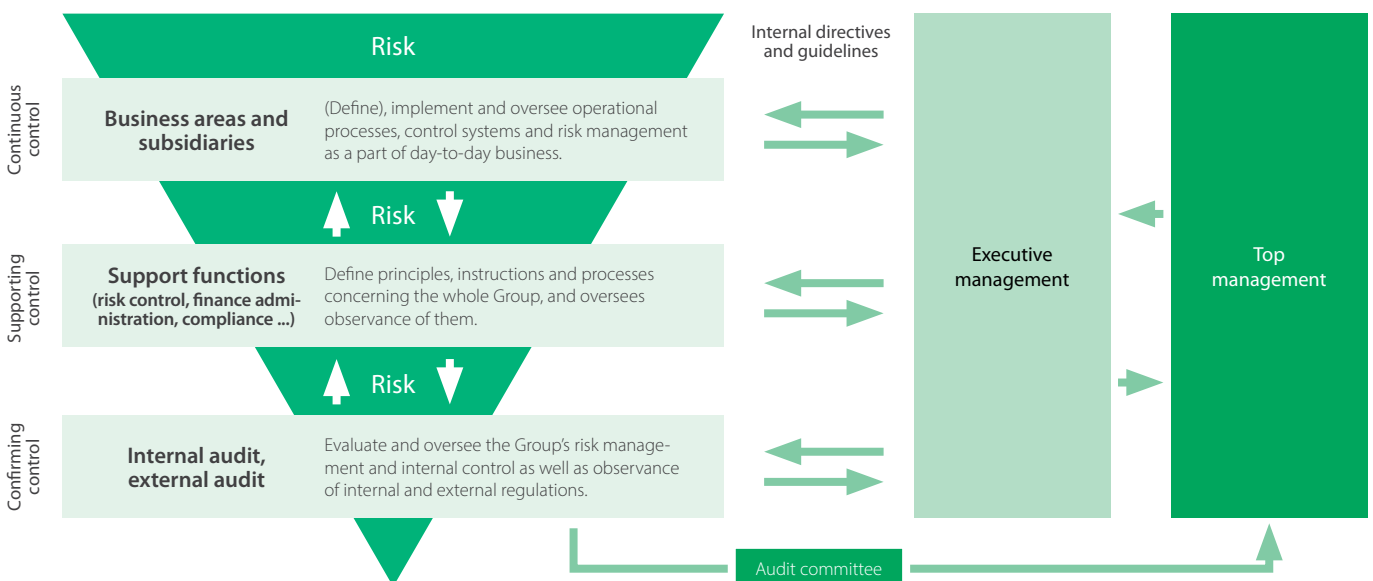 Risk
Internal directives
and guidelines
Continuous
control
Business areas and
subsidiaries
(Define), implement and oversee operational
processes, control systems and risk management
as a part of day-to-day business.
Risk
Supporting
control
Support functions
(risk control, finance admi-
nistration, compliance ...)
Define principles, instructions and processes
concerning the whole Group, and oversees
observance of them.
Executive
management
Top
management
Risk
Confirming
control
Internal audit,
external audit
Evaluate and oversee the Group’s risk manage-
ment and internal control as well as observance
of internal and external regulations.
Audit committee